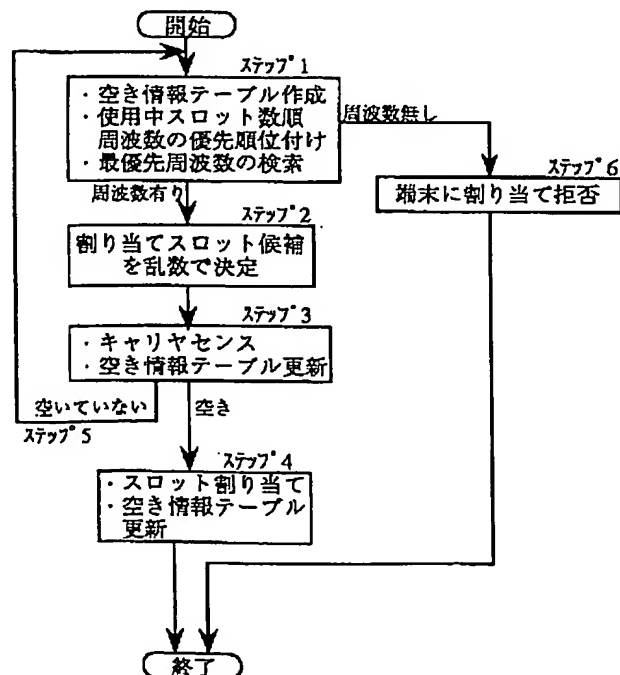 開始
ステップ1
・空き情報テーブル作成
・使用中スロット数順
周波数の優先順位付け
・最優先周波数の検索
周波数無し
周波数有り
ステップ6
端末に割り当て拒否
ステップ2
割り当てスロット候補
を乱数で決定
ステップ3
・キャリヤセンス
・空き情報テーブル更新
空いていない
空き
ステップ5
ステップ4
・スロット割り当て
・空き情報テーブル
更新
終了